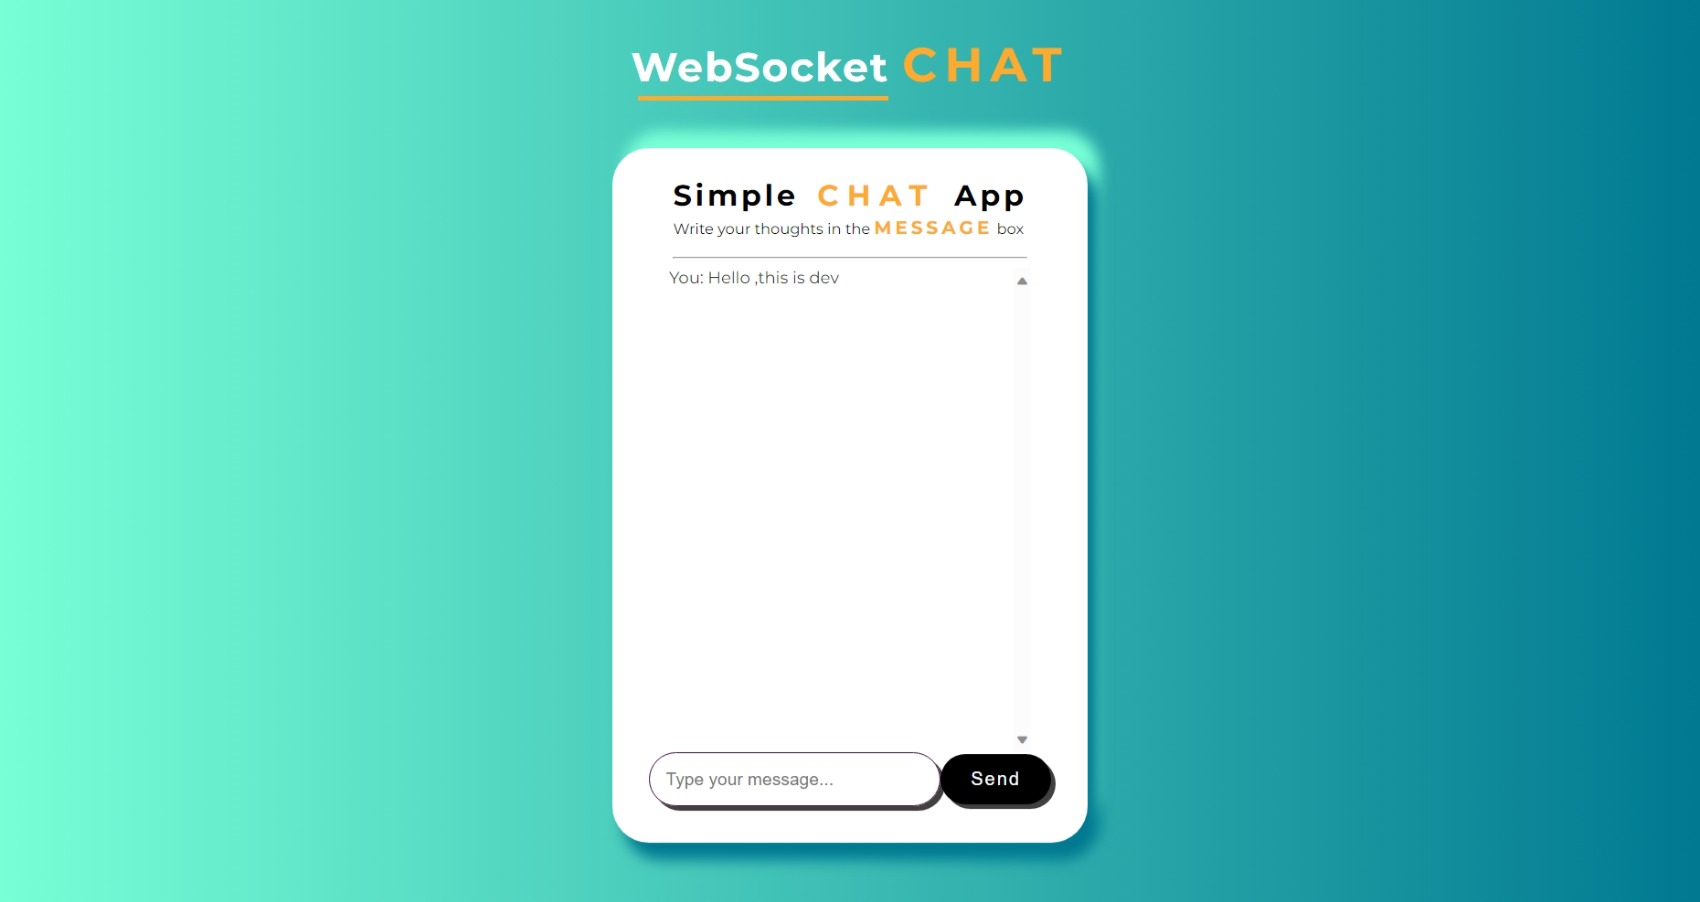 WebSocket CHAT
Simple CHAT App
Write your thoughts in the MESSAGE box
You: Hello ,this is dev
Type your message...
Send